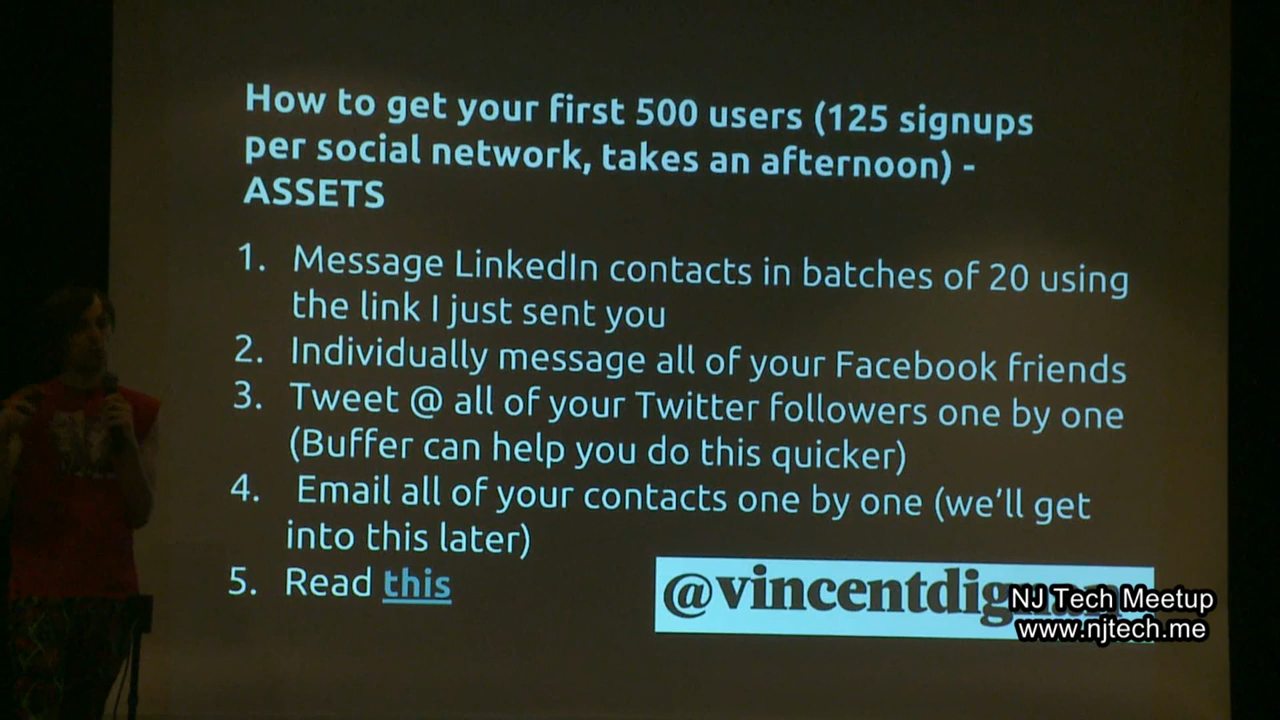 How to get your first 500 users (125 signups
per social network, takes an afternoon) -
ASSETS
1. Message LinkedIn contacts in batches of 20 using
the link I just sent you
2. Individually message all of your Facebook friends
3. Tweet @ all of your Twitter followers one by one
(Buffer can help you do this quicker)
4. Email all of your contacts one by one (we'll get
into this later)
5. Read this
NJ Tech Meetup
www.njtech.me